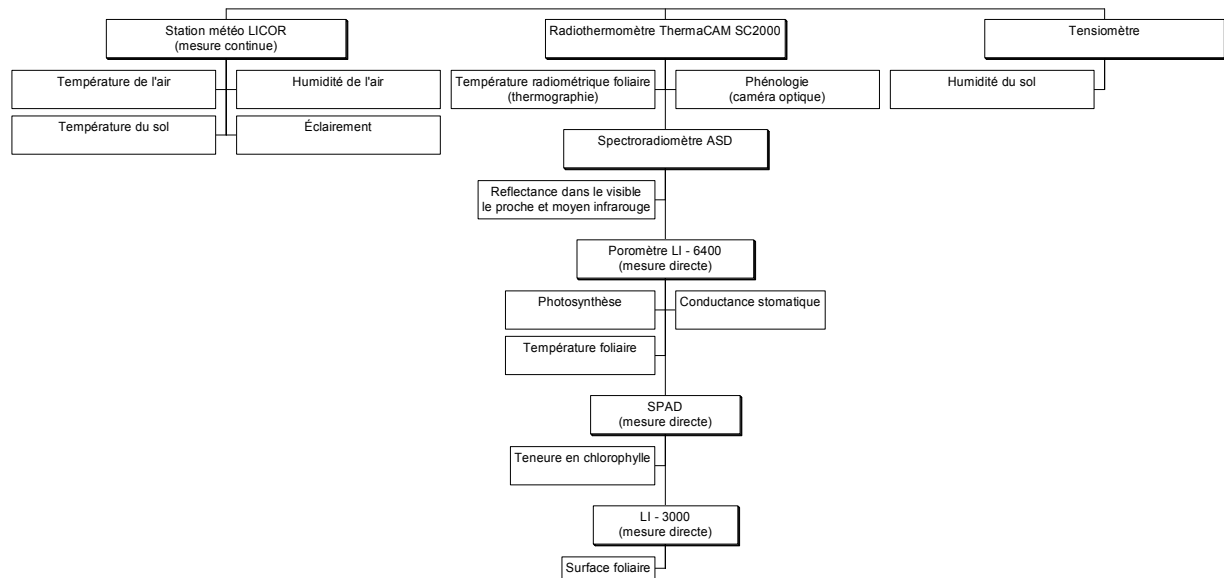 Station météo LICOR
(mesure continue)
Radiothermomètre ThermaCAM SC2000
Tensiomètre
Température de l'air
Humidité de l'air
Température radiométrique foliaire
(thermographie)
Phénologie
(caméra optique)
Humidité du sol
Température du sol
Éclairement
Spectroradiomètre ASD
Reflectance dans le visible
le proche et moyen infrarouge
Poromètre LI - 6400
(mesure directe)
Photosynthèse
Conductance stomatique
Température foliaire
SPAD
(mesure directe)
Teneure en chlorophylle
LI - 3000
(mesure directe)
Surface foliaire